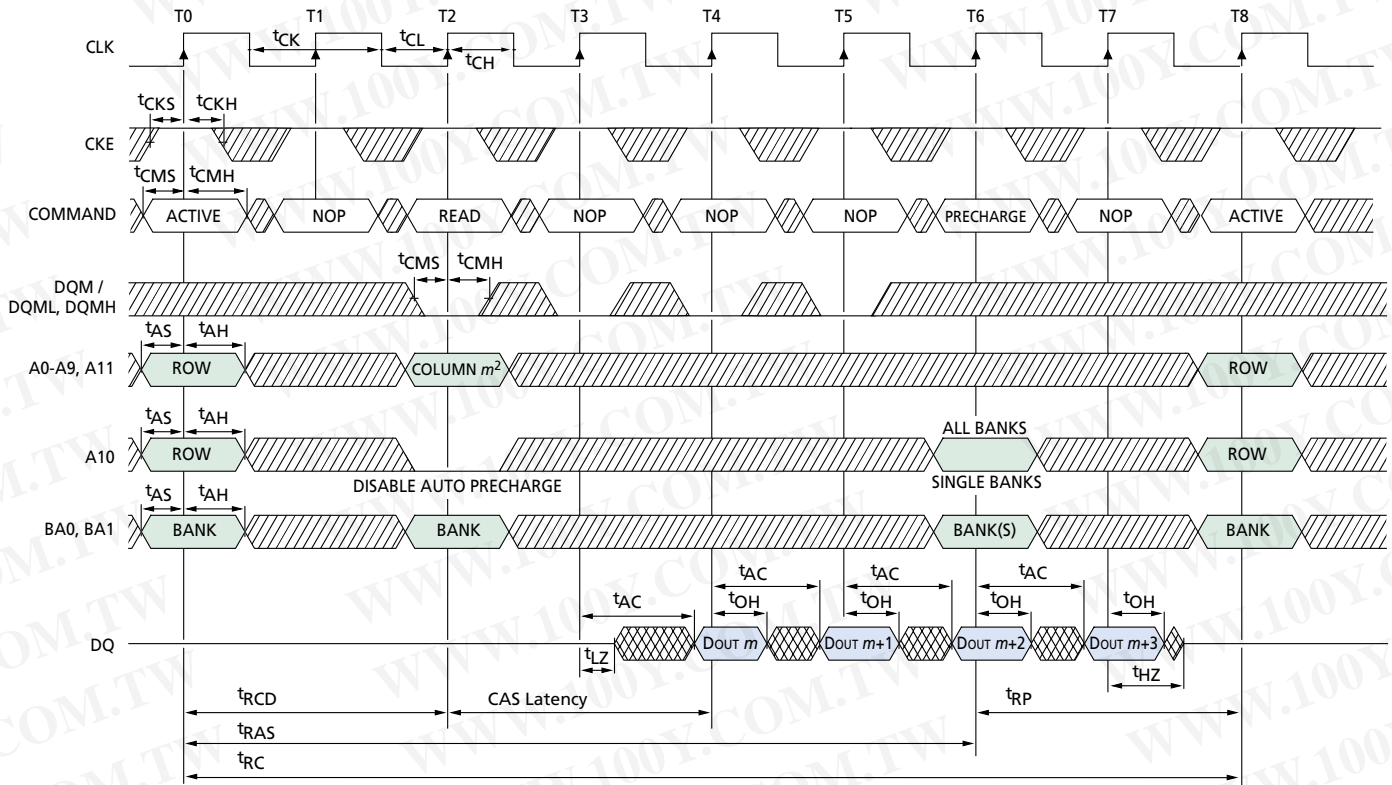 T0 T1 T2 T3 T4 T5 T6 T7 T8
CLK tCK tCL
tCH
tCKS tCKH
CKE
tCMS tCMH
COMMAND ACTIVE NOP READ NOP NOP NOP PRECHARGE NOP ACTIVE
tCMS tCMH
DQM /
DQML, DQMH
tAS tAH
A0-A9, A11 ROW COLUMN m2 ROW
tAS tAH ALL BANKS
A10 ROW ROW
DISABLE AUTO PRECHARGE SINGLE BANKS
tAS tAH
BA0, BA1 BANK BANK BANK(S) BANK
tAC tAC tAC
tAC tOH tOH tOH tOH
DQ DOUT m DOUT m+1 DOUT m+2 DOUT m+3
tLZ tHZ
tRCD CAS Latency tRP
tRAS
tRC
WWW.100Y.COM.TW